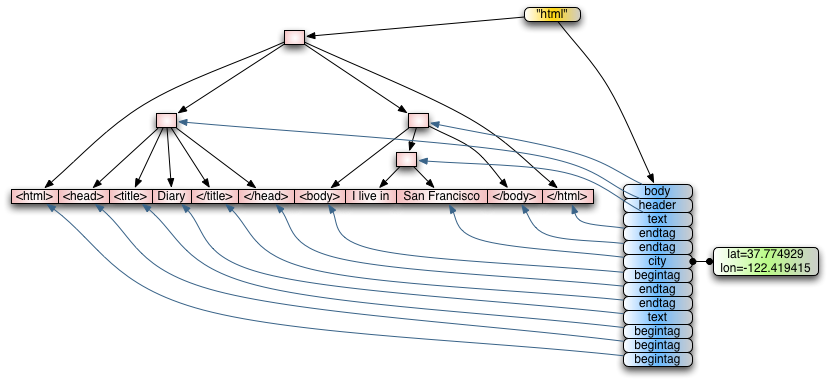 "html"
<html> <head> <title> Diary </title> </head> <body> I live in San Francisco </body> </html>
body
header
text
endtag
endtag
city
begintag
endtag
endtag
text
begintag
begintag
begintag
lat=37.774929
lon=-122.419415